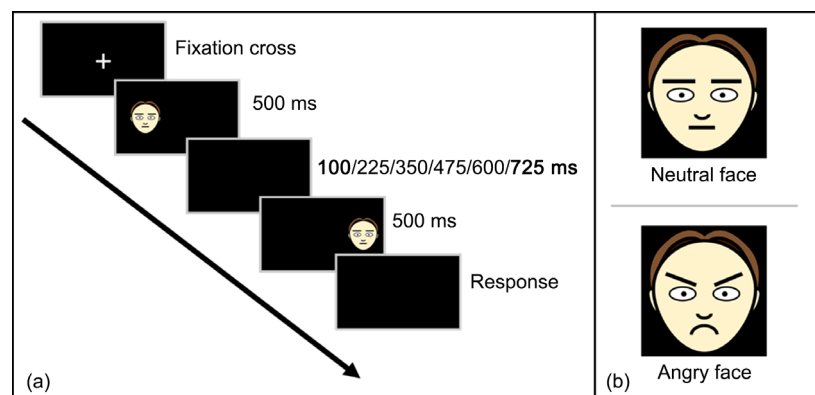 Fixation cross
500 ms
100/225/350/475/600/725 ms
500 ms
Response
(a)
Neutral face
Angry face
(b)